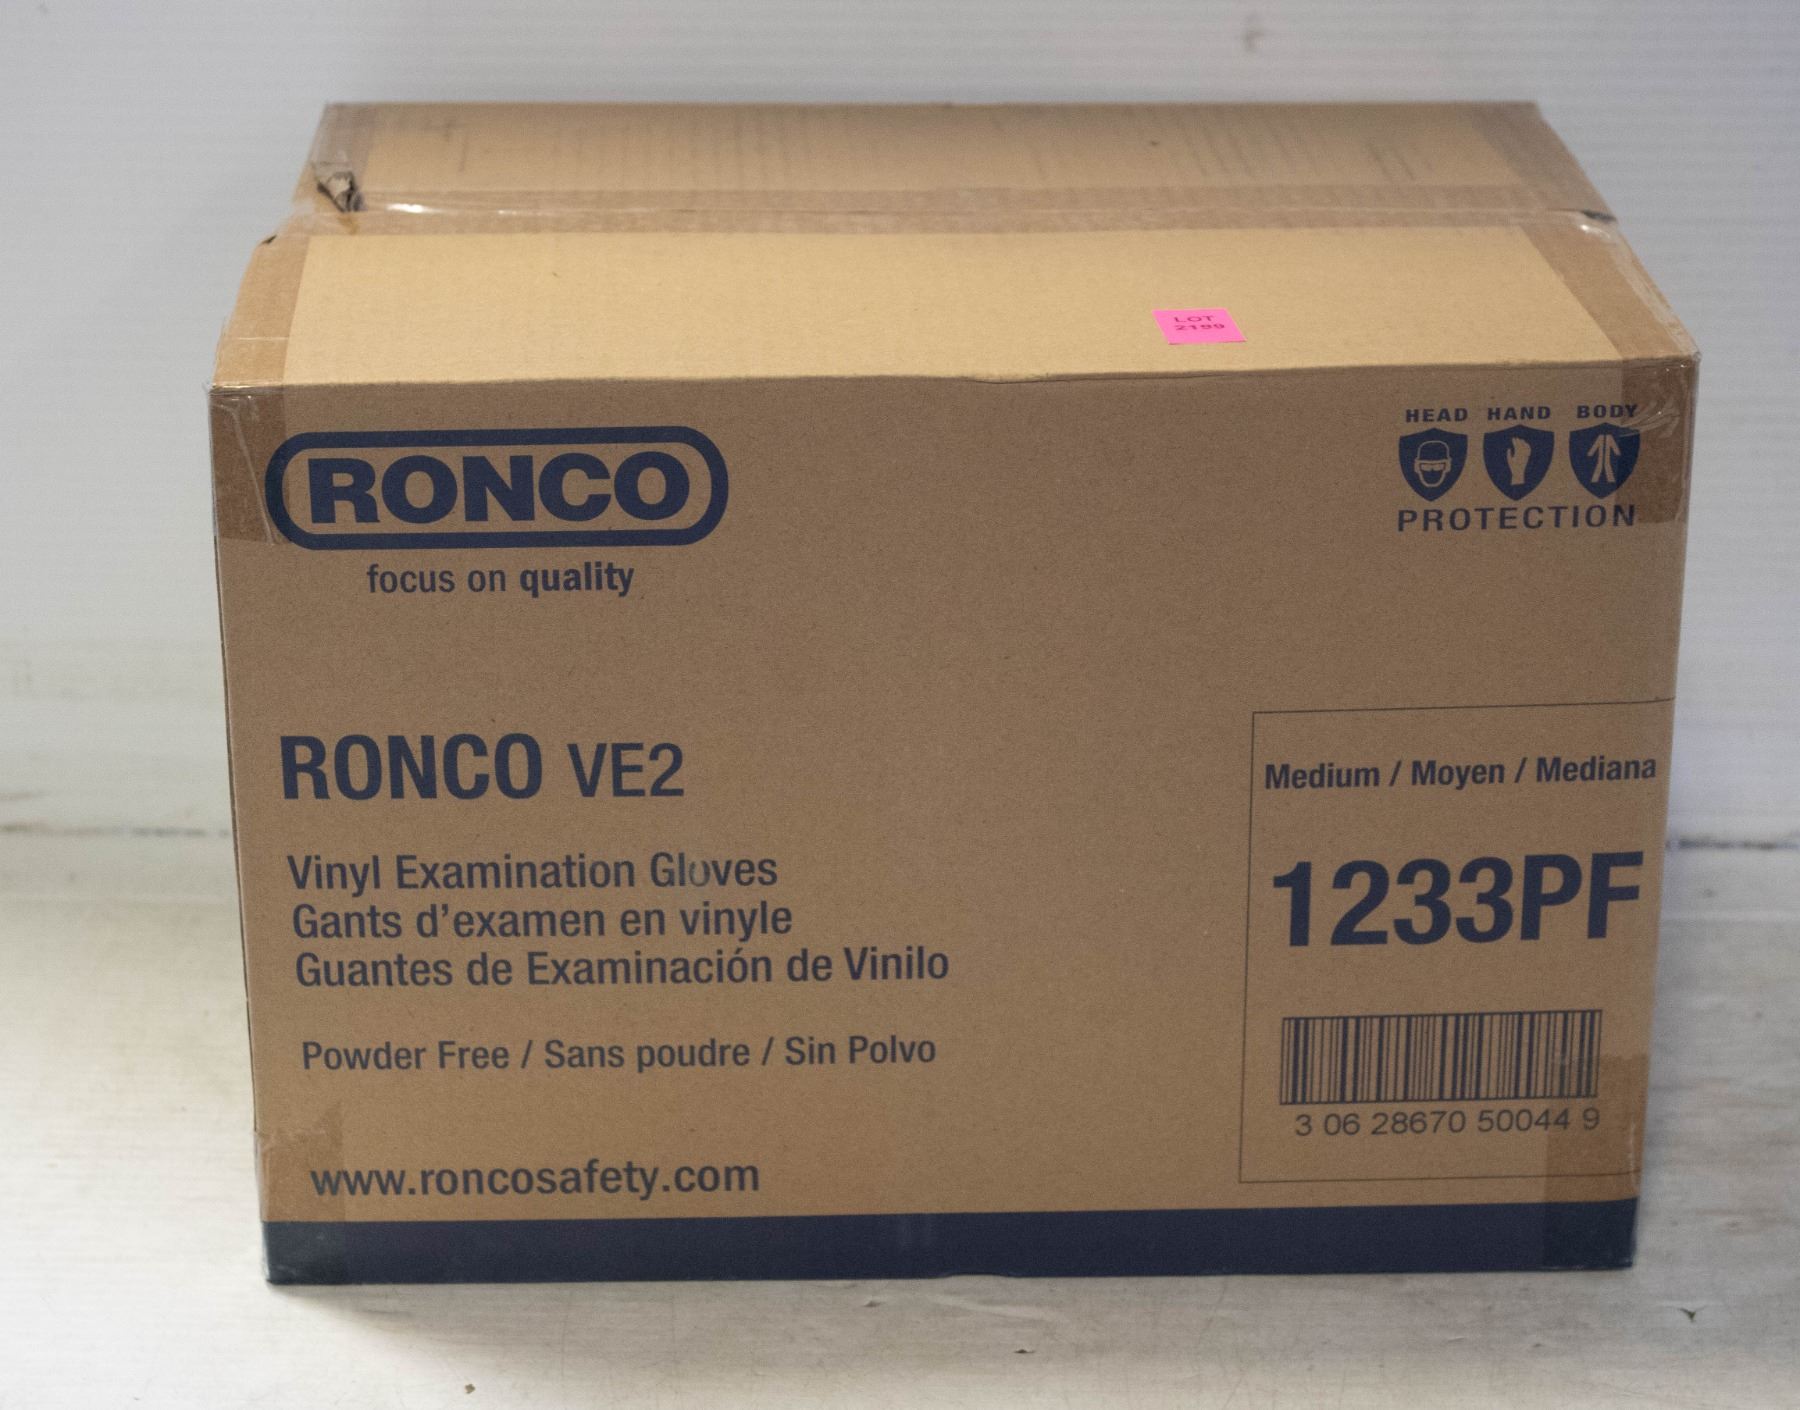 LOT
2199
RONCO
focus on quality
HEAD HAND BODY
PROTECTION
RONCO VE2
Vinyl Examination Gloves
Gants d'examen en vinyle
Guantes de Examinación de Vinilo
Powder Free / Sans poudre / Sin Polvo
www.roncosafety.com
Medium / Moyen / Mediana
1233PF
3 06 28670 50044 9